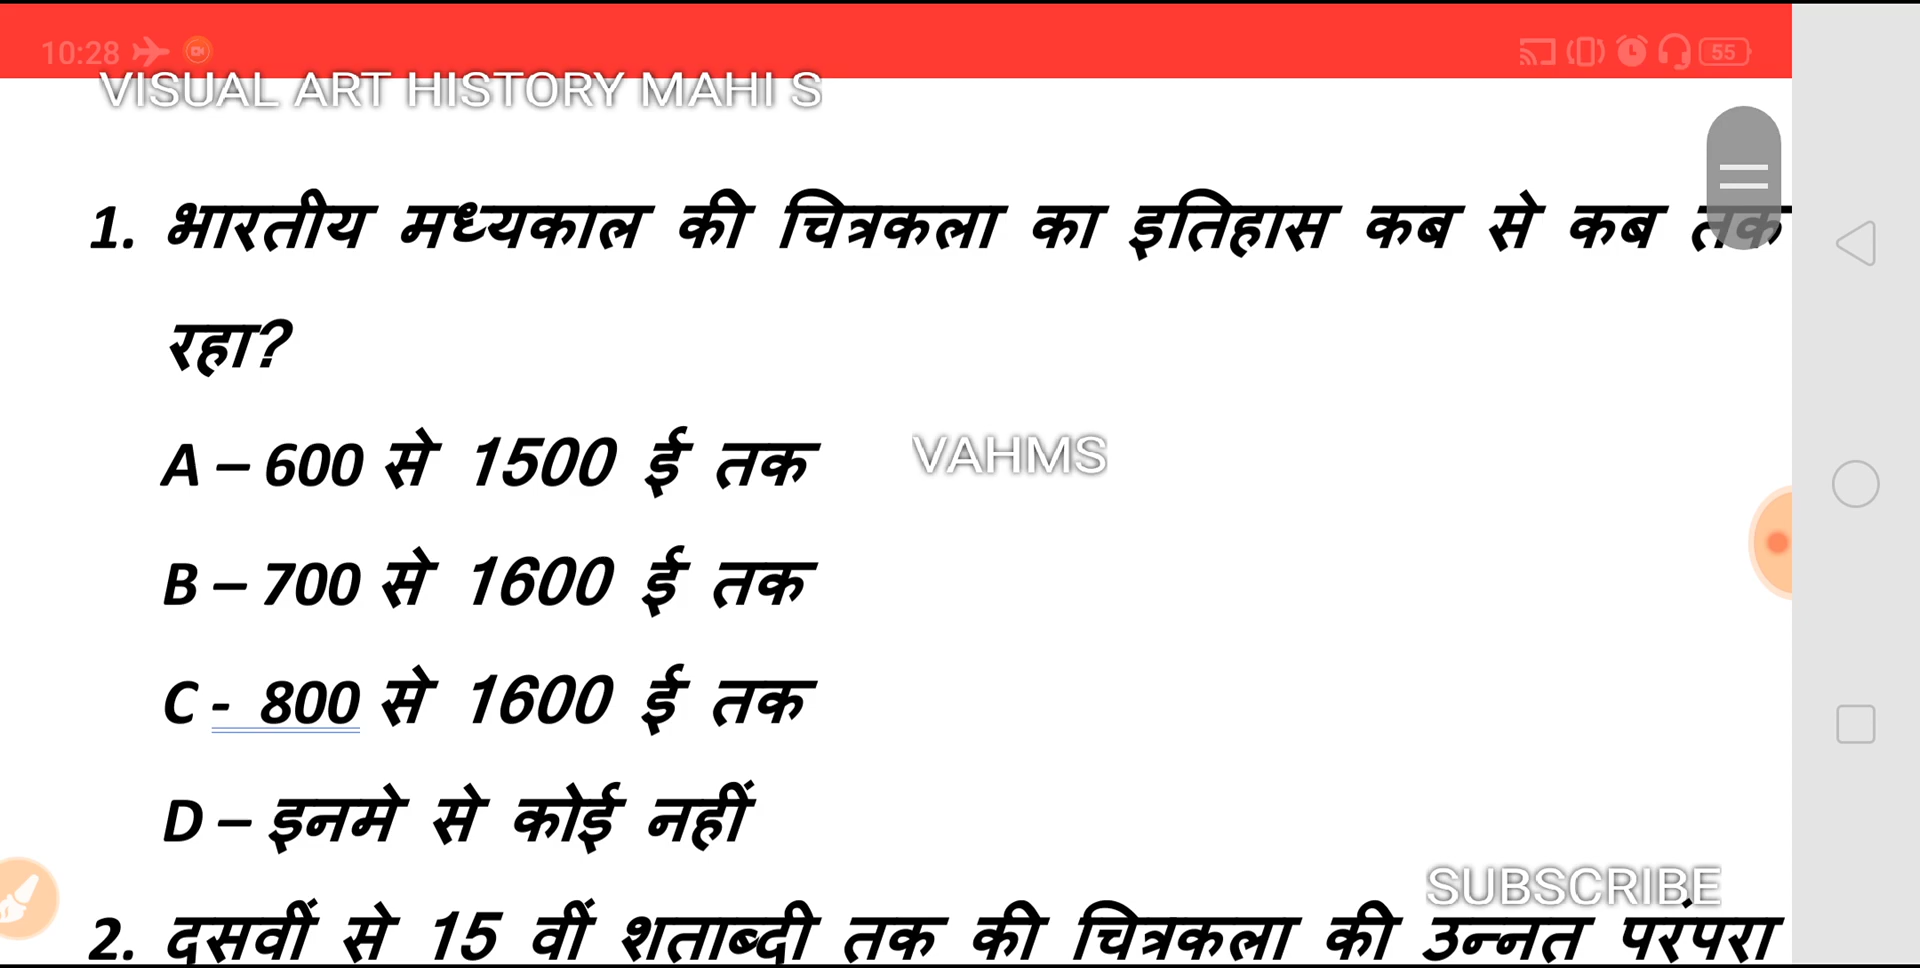 10:28
55
VISUAL ART HISTORY MAHI S
1. भारतीय मध्यकाल की चित्रकला का इतिहास कब से कब तक
रहा?
A – 600 से 1500 ई तक
VAHMS
B – 700 से 1600 ई तक
C - 800 से 1600 ई तक
D – इनमे से कोई नहीं
SUBSCRIBE
2. दसवीं से 15 वीं शताब्दी तक की चित्रकला की उन्नत परंपरा